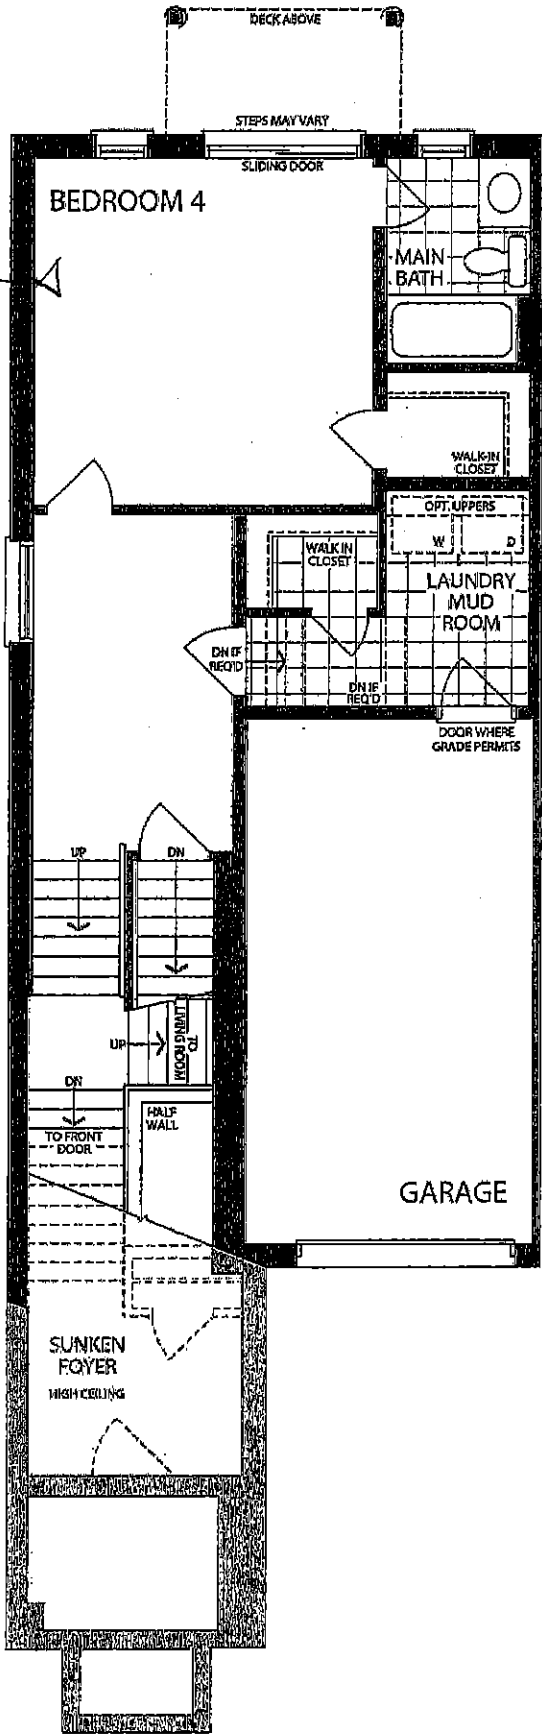 DECK ABOVE
STEPS MAY VARY
SLIDING DOOR
BEDROOM 4
MAIN
BATH
WALK-IN
CLOSET
OPT. UPPERS
W
D
WALK IN
CLOSET
LAUNDRY
MUD
ROOM
DN IF
REQ'D
DN IF
REQ'D
DOOR WHERE
GRADE PERMITS
UP
DN
UP
TO
LIVING ROOM
DN
TO FRONT
DOOR
HALF
WALL
GARAGE
SUNKEN
FOYER
HIGH CEILING